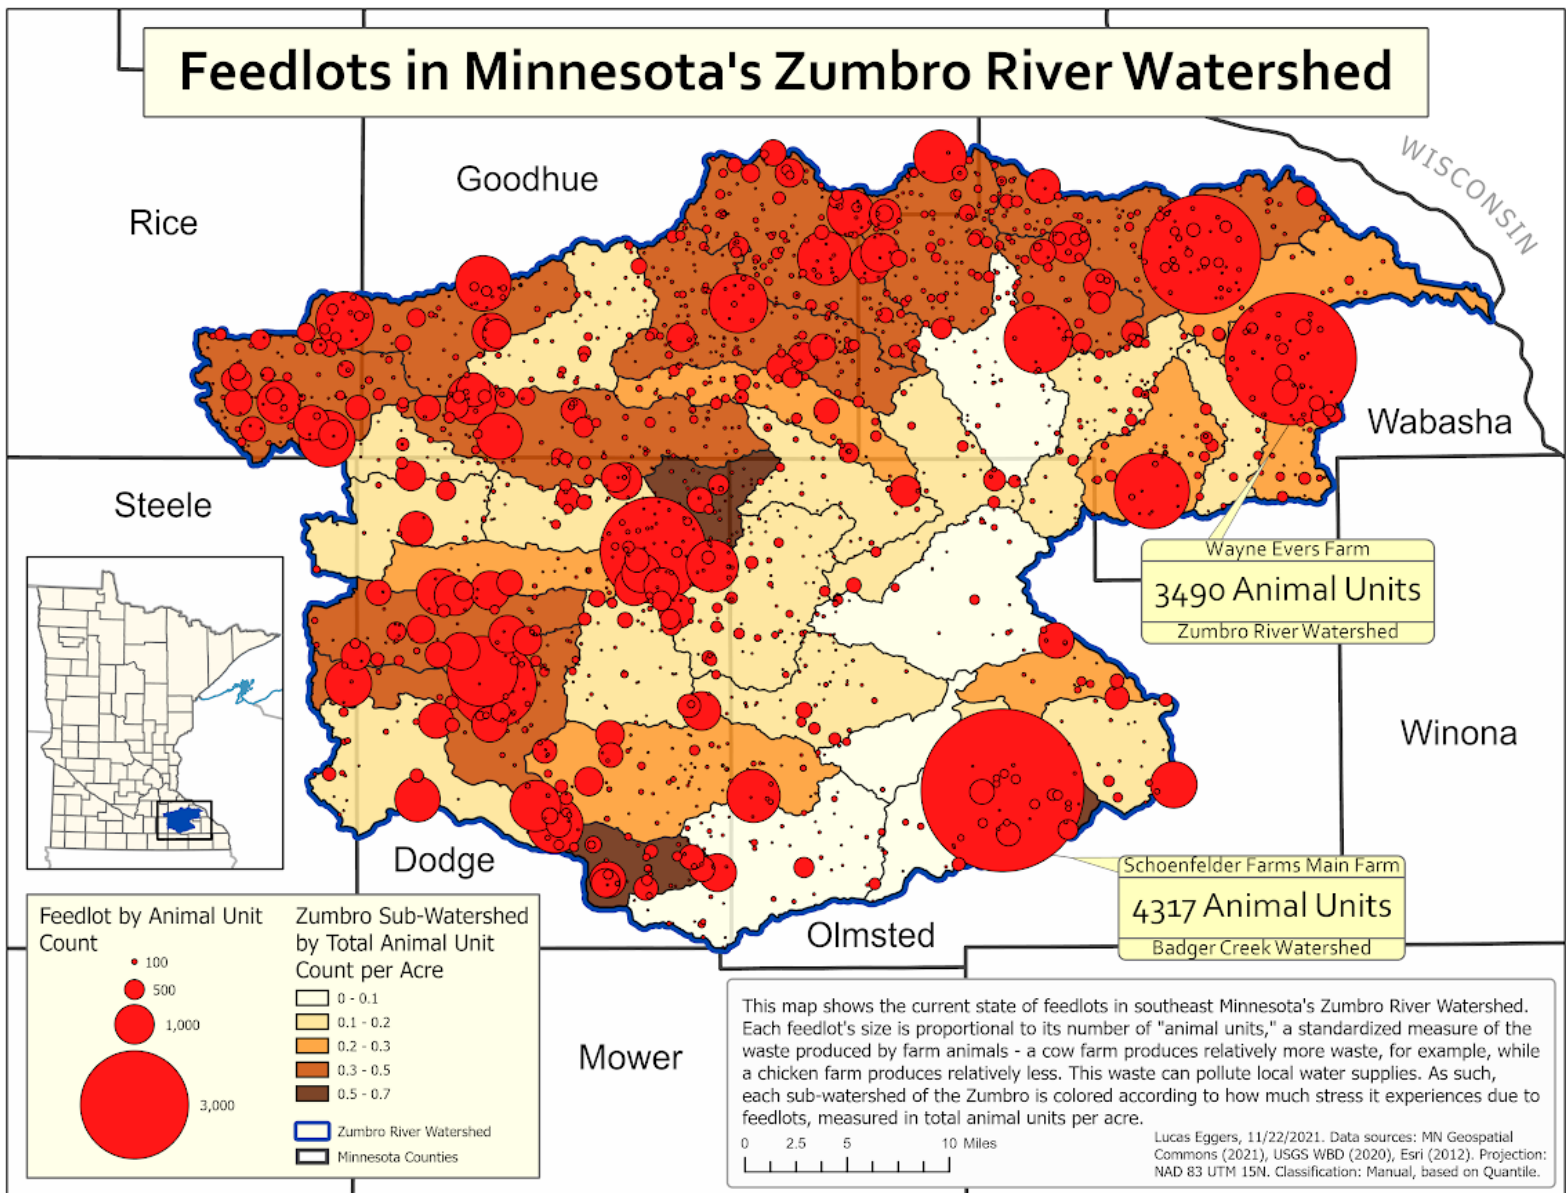 Feedlots in Minnesota's Zumbro River Watershed
WISCONSIN
Goodhue
Rice
Wabasha
Steele
Wayne Evers Farm
3490 Animal Units
Zumbro River Watershed
Winona
Dodge
Schoenfelder Farms Main Farm
4317 Animal Units
Badger Creek Watershed
Olmsted
Mower
Feedlot by Animal Unit
Count
100
500
1,000
3,000
Zumbro Sub-Watershed
by Total Animal Unit
Count per Acre
0 - 0.1
0.1 - 0.2
0.2 - 0.3
0.3 - 0.5
0.5 - 0.7
Zumbro River Watershed
Minnesota Counties
This map shows the current state of feedlots in southeast Minnesota's Zumbro River Watershed.
Each feedlot's size is proportional to its number of "animal units," a standardized measure of the
waste produced by farm animals - a cow farm produces relatively more waste, for example, while
a chicken farm produces relatively less. This waste can pollute local water supplies. As such,
each sub-watershed of the Zumbro is colored according to how much stress it experiences due to
feedlots, measured in total animal units per acre.
0 2.5 5 10 Miles
Lucas Eggers, 11/22/2021. Data sources: MN Geospatial
Commons (2021), USGS WBD (2020), Esri (2012). Projection:
NAD 83 UTM 15N. Classification: Manual, based on Quantile.